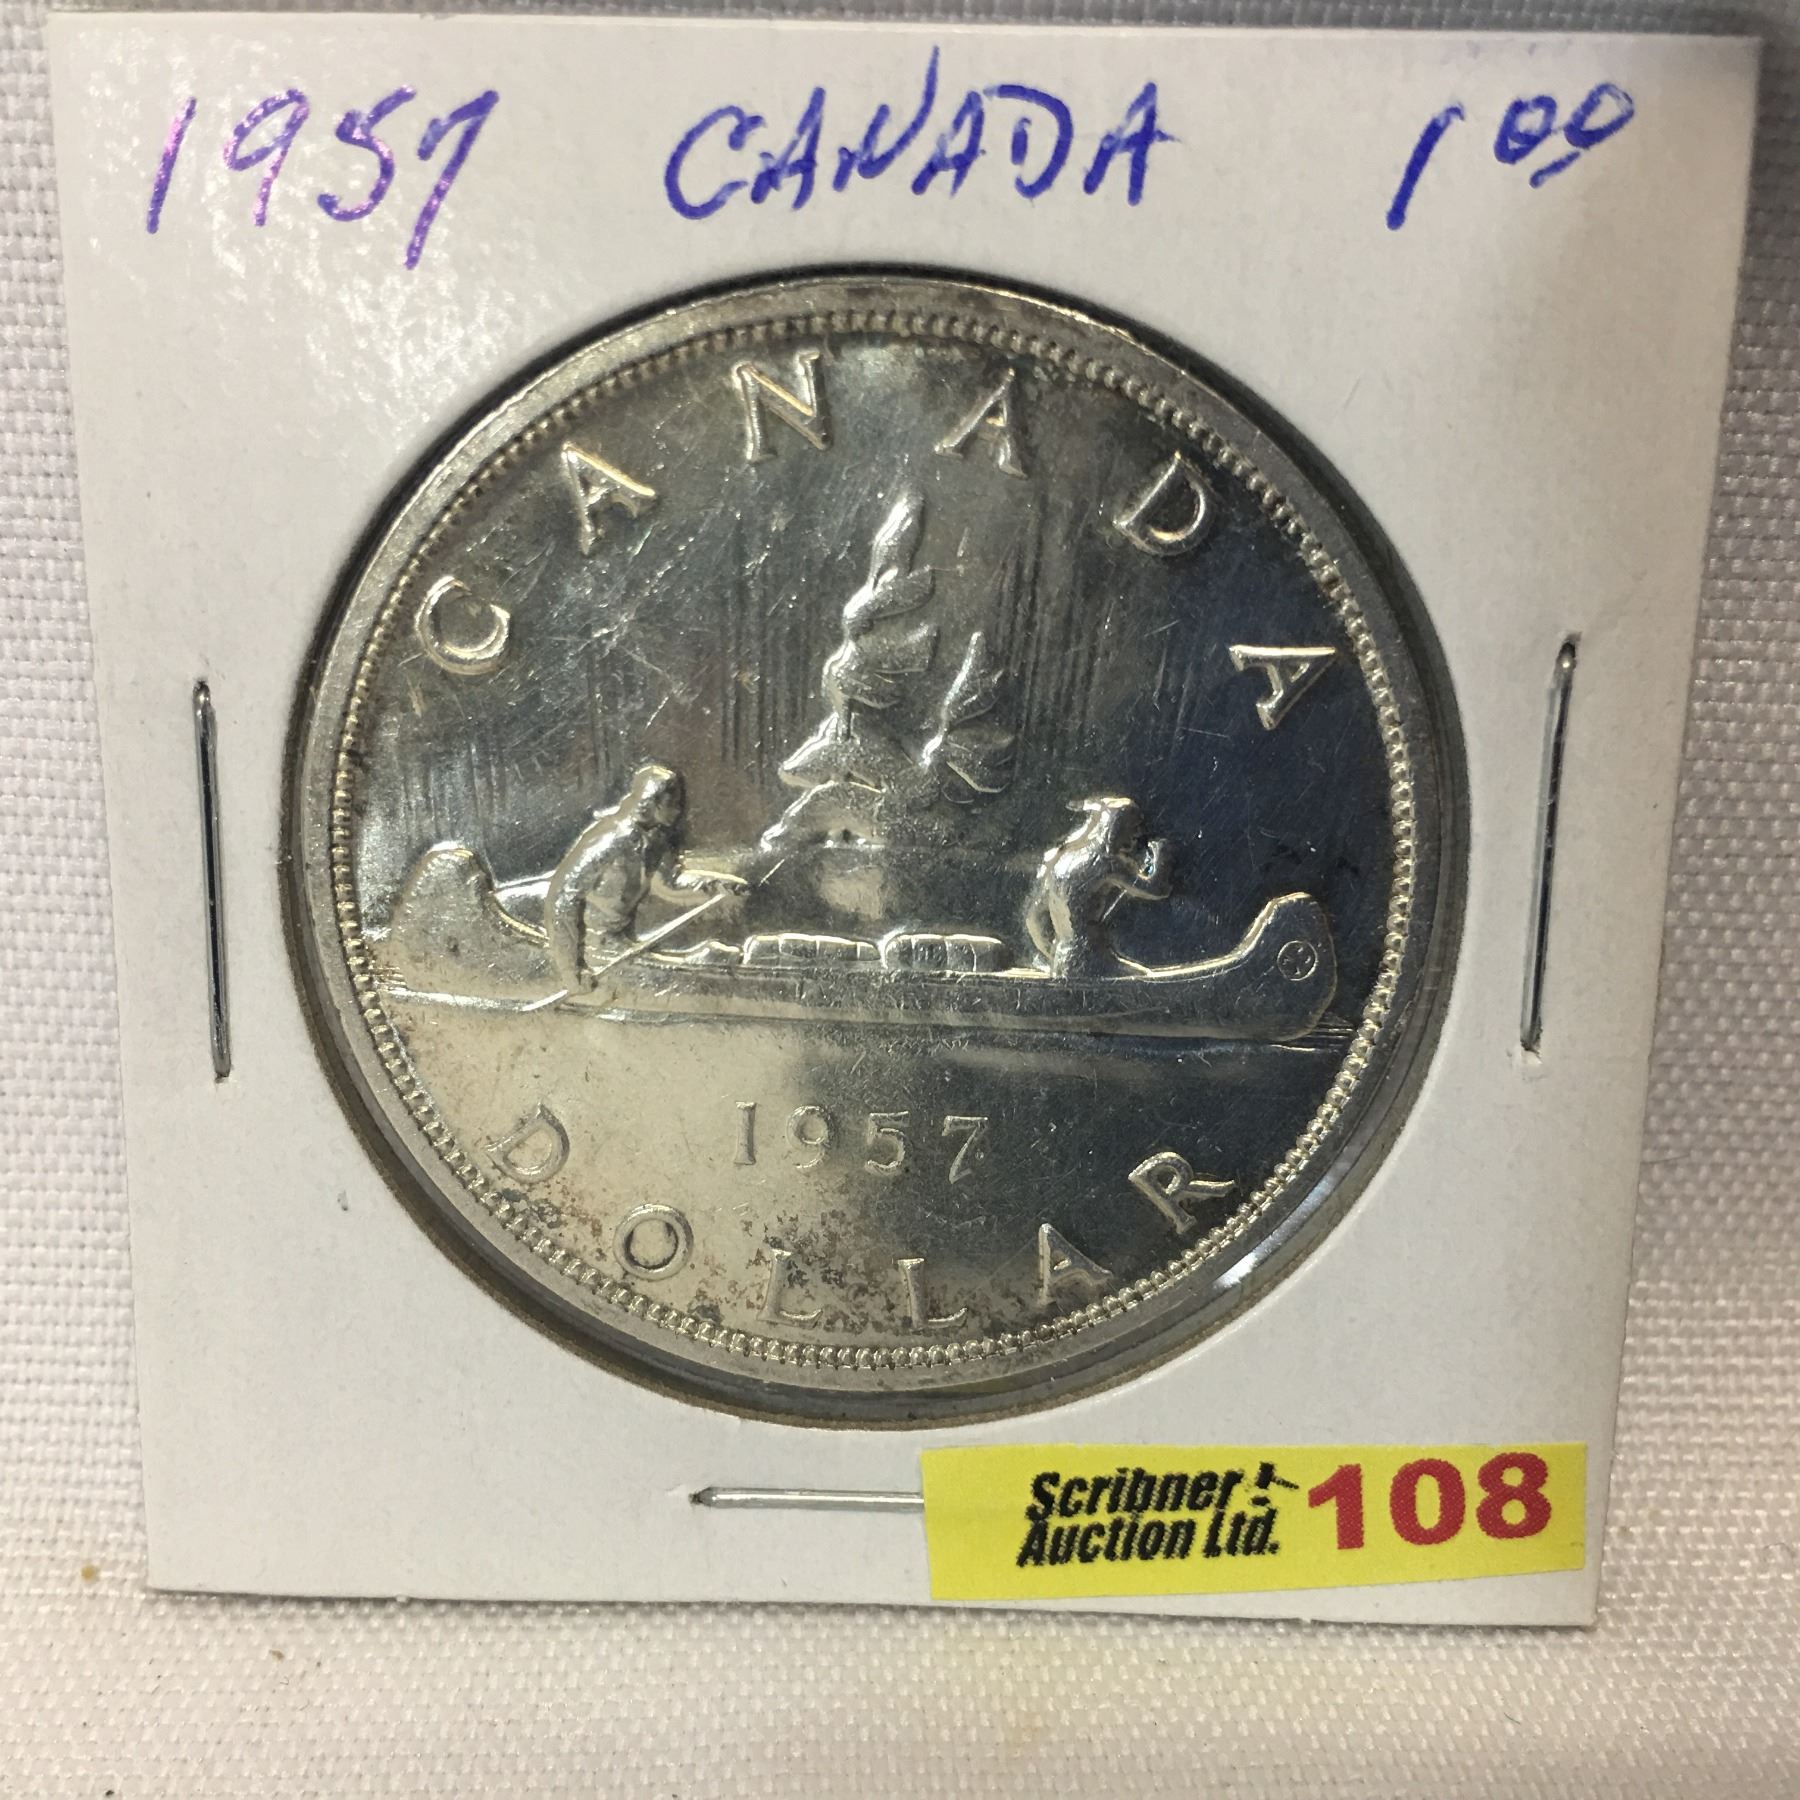 1957 CANADA 1.00
CANADA
1957
DOLLAR
Scribner Auction Ltd. 108